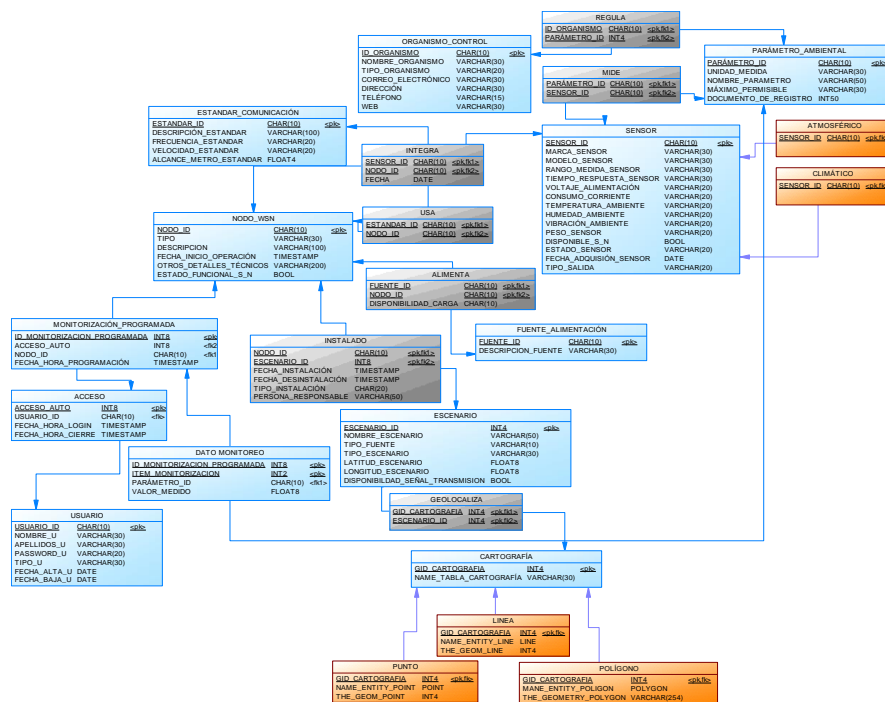 REGULA
ID_ORGANISMO CHAR(10) <pk,fk1>
PARÁMETRO_ID INT4 <pk,fk2>
ORGANISMO_CONTROL
ID_ORGANISMO CHAR(10) <pk>
NOMBRE_ORGANISMO VARCHAR(30)
TIPO_ORGANISMO VARCHAR(20)
CORREO_ELECTRÓNICO VARCHAR(30)
DIRECCIÓN VARCHAR(30)
TELÉFONO VARCHAR(15)
WEB VARCHAR(30)
PARÁMETRO_AMBIENTAL
PARÁMETRO_ID CHAR(10) <pk>
UNIDAD_MEDIDA VARCHAR(30)
NOMBRE_PARAMETRO VARCHAR(50)
MÁXIMO_PERMISIBLE VARCHAR(30)
DOCUMENTO_DE_REGISTRO INT50
MIDE
PARÁMETRO_ID CHAR(10) <pk,fk1>
SENSOR_ID CHAR(10) <pk,fk2>
ESTANDAR_COMUNICACIÓN
ESTANDAR_ID CHAR(10) <pk>
DESCRIPCIÓN_ESTANDAR VARCHAR(100)
FRECUENCIA_ESTANDAR VARCHAR(20)
VELOCIDAD_ESTANDAR VARCHAR(20)
ALCANCE_METRO_ESTANDAR FLOAT4
INTEGRA
SENSOR_ID CHAR(10) <pk,fk1>
NODO_ID CHAR(10) <pk,fk2>
FECHA DATE
SENSOR
SENSOR_ID CHAR(10) <pk>
MARCA_SENSOR VARCHAR(30)
MODELO_SENSOR VARCHAR(30)
RANGO_MEDIDA_SENSOR VARCHAR(30)
TIEMPO_RESPUESTA_SENSOR VARCHAR(30)
VOLTAJE_ALIMENTACIÓN VARCHAR(20)
CONSUMO_CORRIENTE VARCHAR(20)
TEMPERATURA_AMBIENTE VARCHAR(20)
HUMEDAD_AMBIENTE VARCHAR(20)
VIBRACIÓN_AMBIENTE VARCHAR(20)
PESO_SENSOR VARCHAR(20)
DISPONIBLE_S_N BOOL
ESTADO_SENSOR VARCHAR(20)
FECHA_ADQUISIÓN_SENSOR DATE
TIPO_SALIDA VARCHAR(20)
ATMOSFÉRICO
SENSOR_ID CHAR(10) <pk,fk>
CLIMÁTICO
SENSOR_ID CHAR(10) <pk,fk>
USA
ESTANDAR_ID CHAR(10) <pk,fk1>
NODO_ID CHAR(10) <pk,fk2>
NODO_WSN
NODO_ID CHAR(10) <pk>
TIPO VARCHAR(30)
DESCRIPCION VARCHAR(100)
FECHA_INICIO_OPERACIÓN TIMESTAMP
OTROS_DETALLES_TÉCNICOS VARCHAR(200)
ESTADO_FUNCIONAL_S_N BOOL
ALIMENTA
FUENTE_ID CHAR(10) <pk,fk1>
NODO_ID CHAR(10) <pk,fk2>
DISPONIBILIDAD_CARGA CHAR(10)
MONITORIZACIÓN_PROGRAMADA
ID_MONITORIZACION_PROGRAMADA INT8 <pk>
ACCESO_AUTO INT8 <fk2
NODO_ID CHAR(10) <fk1
FECHA_HORA_PROGRAMACIÓN TIMESTAMP
INSTALADO
NODO_ID CHAR(10) <pk,fk1>
ESCENARIO_ID INT8 <pk,fk2>
FECHA_INSTALACIÓN TIMESTAMP
FECHA_DESINSTALACIÓN TIMESTAMP
TIPO_INSTALACIÓN CHAR(20)
PERSONA_RESPONSABLE VARCHAR(50)
FUENTE_ALIMENTACIÓN
FUENTE_ID CHAR(10) <pk>
DESCRIPCION_FUENTE VARCHAR(30)
ACCESO
ACCESO_AUTO INT8 <pk>
USUARIO_ID CHAR(10) <fk>
FECHA_HORA_LOGIN TIMESTAMP
FECHA_HORA_CIERRE TIMESTAMP
ESCENARIO
ESCENARIO_ID INT4 <pk>
NOMBRE_ESCENARIO VARCHAR(50)
TIPO_FUENTE VARCHAR(10)
TIPO_ESCENARIO VARCHAR(30)
LATITUD_ESCENARIO FLOAT8
LONGITUD_ESCENARIO FLOAT8
DISPONIBILDAD_SEÑAL_TRANSMISION BOOL
DATO MONITOREO
ID_MONITORIZACION_PROGRAMADA INT8 <pk>
ITEM_MONITORIZACION INT2 <pk>
PARÁMETRO_ID CHAR(10) <fk1>
VALOR_MEDIDO FLOAT8
GEOLOCALIZA
GID_CARTOGRAFIA INT4 <pk,fk1>
ESCENARIO_ID INT4 <pk,fk2>
USUARIO
USUARIO_ID CHAR(10) <pk>
NOMBRE_U VARCHAR(30)
APELLIDOS_U VARCHAR(30)
PASSWORD_U VARCHAR(20)
TIPO_U VARCHAR(30)
FECHA_ALTA_U DATE
FECHA_BAJA_U DATE
CARTOGRAFÍA
GID_CARTOGRAFIA INT4 <pk>
NAME_TABLA_CARTOGRAFÍA VARCHAR(30)
LINEA
GID_CARTOGRAFIA INT4 <pk,fk>
NAME_ENTITY_LINE LINE
THE_GEOM_LINE INT4
PUNTO
GID_CARTOGRAFIA INT4 <pk,fk>
NAME_ENTITY_POINT POINT
THE_GEOM_POINT INT4
POLÍGONO
GID_CARTOGRAFIA INT4 <pk,fk>
MANE_ENTITY_POLIGON POLYGON
THE_GEOMETRY_POLYGON VARCHAR(254)